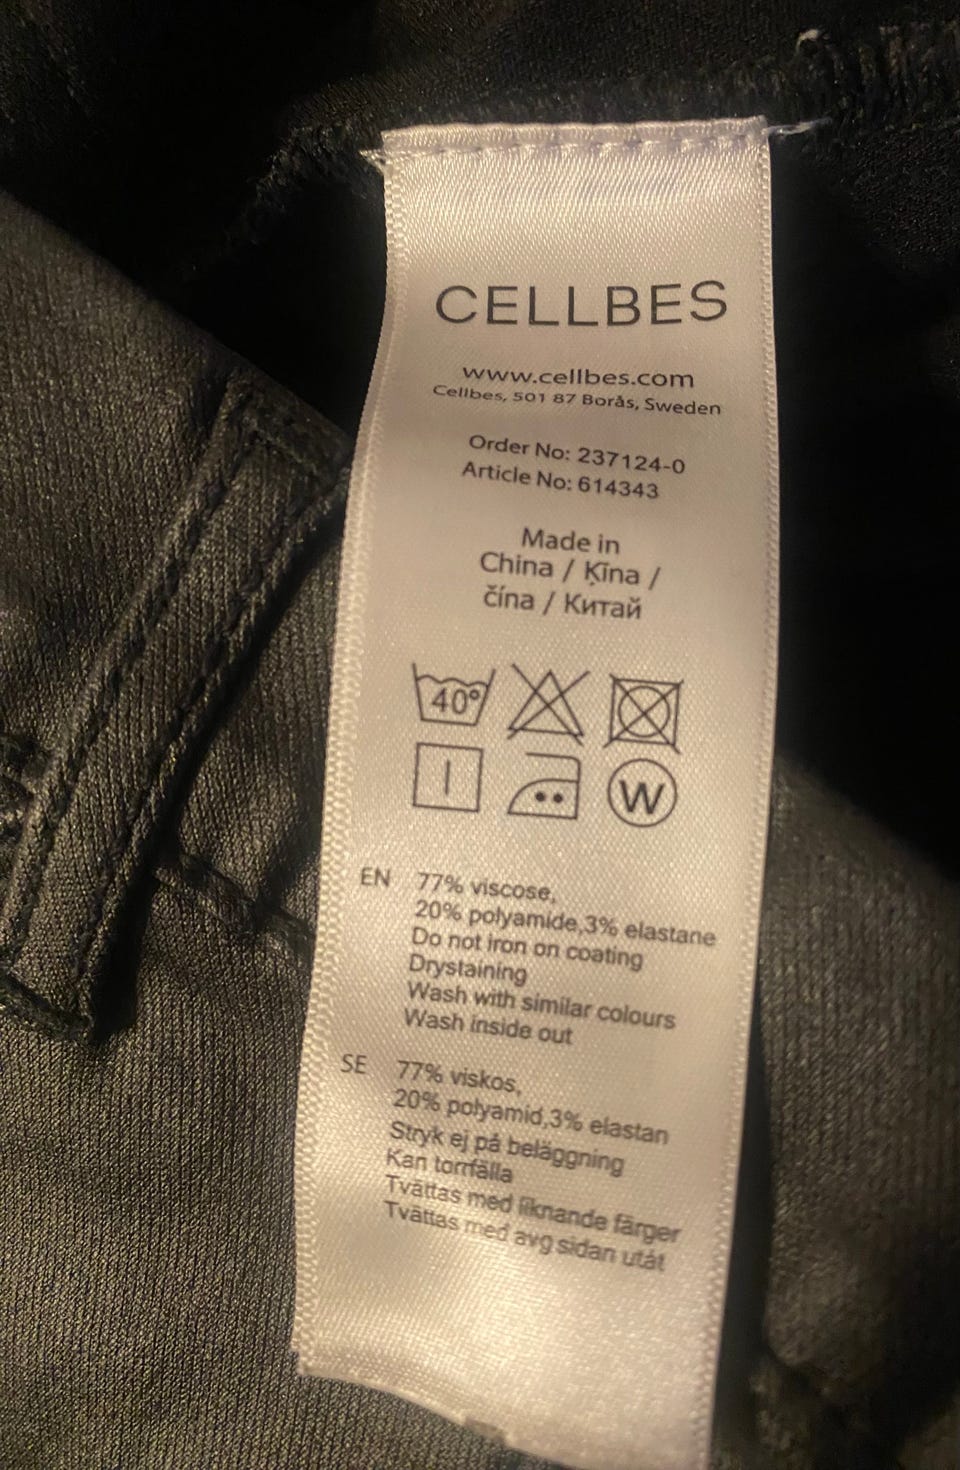 CELLBES
www.cellbes.com
Cellbes, 501 87 Borås, Sweden
Order No: 237124-0
Article No: 614343
Made in
China / Ķīna /
čína / Китай
40°
W
EN 77% viscose,
20% polyamide,3% elastane
Do not iron on coating
Drystaining
Wash with similar colours
Wash inside out
SE 77% viskos,
20% polyamid,3% elastan
Stryk ej på beläggning
Kan torrfälla
Tvättas med liknande färger
Tvättas med avg sidan utåt